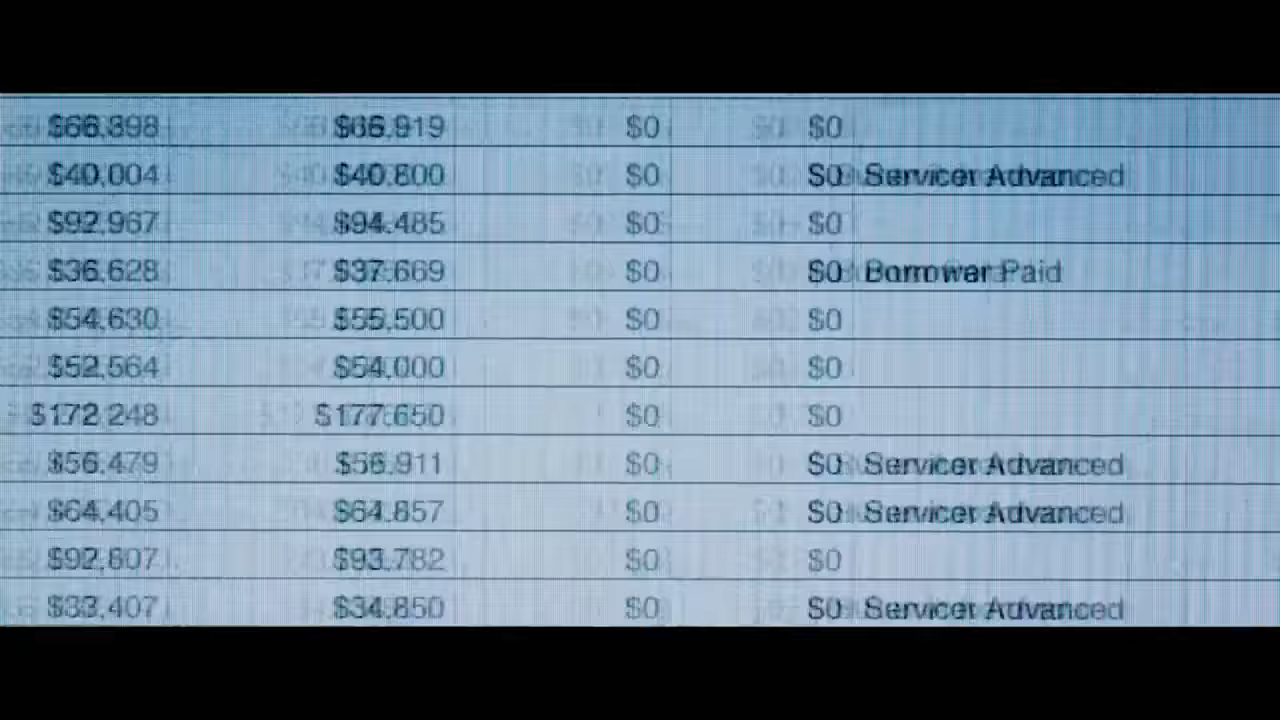 $66,898 $66,919 $0 $0
$40,004 $40,800 $0 $0 Servicer Advanced
$92,967 $94,485 $0 $0
$36,628 $37,669 $0 $0 Borrower Paid
$54,630 $55,500 $0 $0
$52,564 $54,000 $0 $0
$172,248 $177,650 $0 $0
$56,479 $56,911 $0 $0 Servicer Advanced
$64,405 $64,857 $0 $0 Servicer Advanced
$92,807 $93,782 $0 $0
$33,407 $34,850 $0 $0 Servicer Advanced